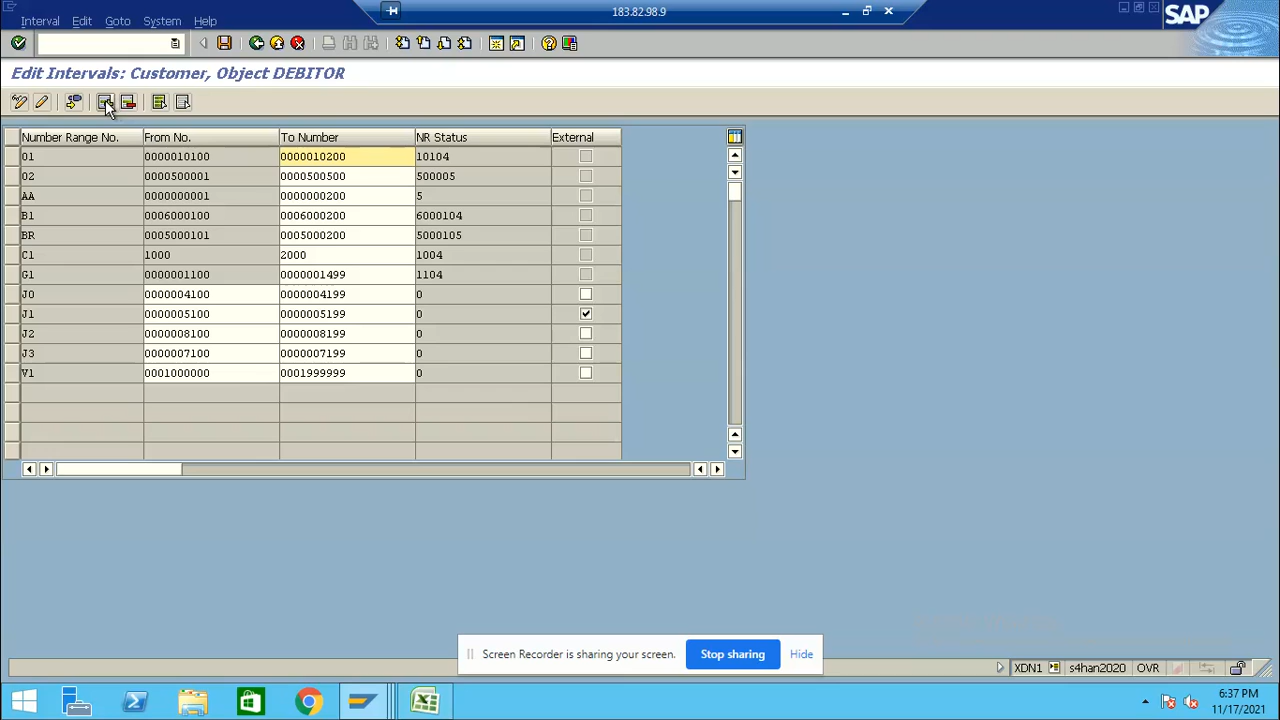 183.82.98.9
Interval Edit Goto System Help
SAP
Edit Intervals: Customer, Object DEBITOR
Number Range No. From No. To Number NR Status External
01 0000010100 0000010200 10104
02 0000500001 0000500500 500005
AA 0000000001 0000000200 5
B1 0006000100 0006000200 6000104
BR 0005000101 0005000200 5000105
C1 1000 2000 1004
G1 0000001100 0000001499 1104
J0 0000004100 0000004199 0
J1 0000005100 0000005199 0
J2 0000008100 0000008199 0
J3 0000007100 0000007199 0
V1 0001000000 0001999999 0
Screen Recorder is sharing your screen. Stop sharing Hide
XDN1 s4han2020 OVR
6:37 PM
11/17/2021